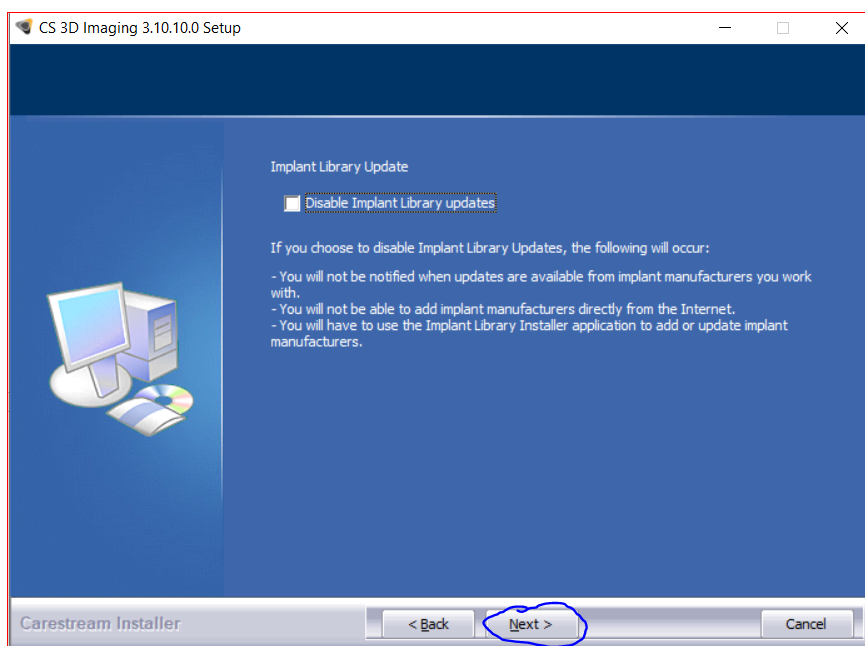 CS 3D Imaging 3.10.10.0 Setup
Implant Library Update
Disable Implant Library updates
If you choose to disable Implant Library Updates, the following will occur:
- You will not be notified when updates are available from implant manufacturers you work
with.
- You will not be able to add implant manufacturers directly from the Internet.
- You will have to use the Implant Library Installer application to add or update implant
manufacturers.
Carestream Installer
< Back
Next >
Cancel